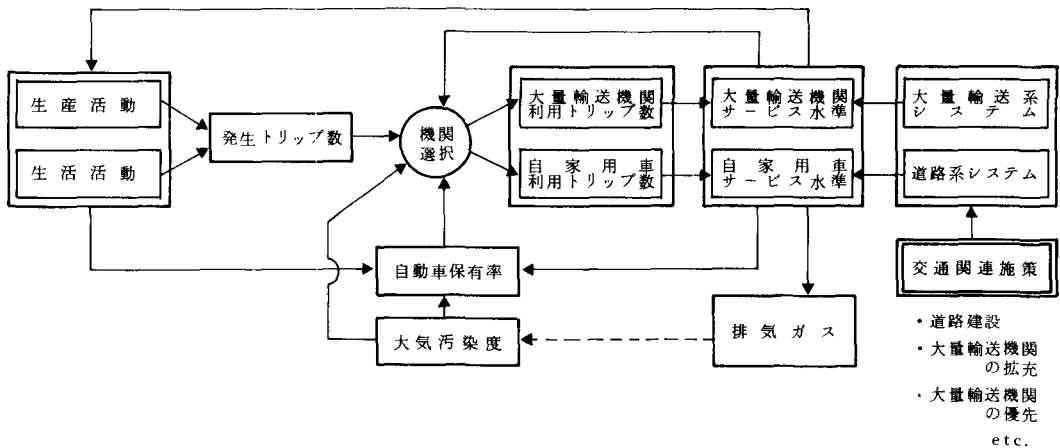 生産活動
生活活動
発生トリップ数
機関
選択
大量輸送機関
利用トリップ数
自家用車
利用トリップ数
大量輸送機関
サービス水準
自家用車
サービス水準
大量輸送系
システム
道路系システム
自動車保有率
大気汚染度
排気ガス
交通関連施策
・道路建設
・大量輸送機関
の拡充
・大量輸送機関
の優先
etc.